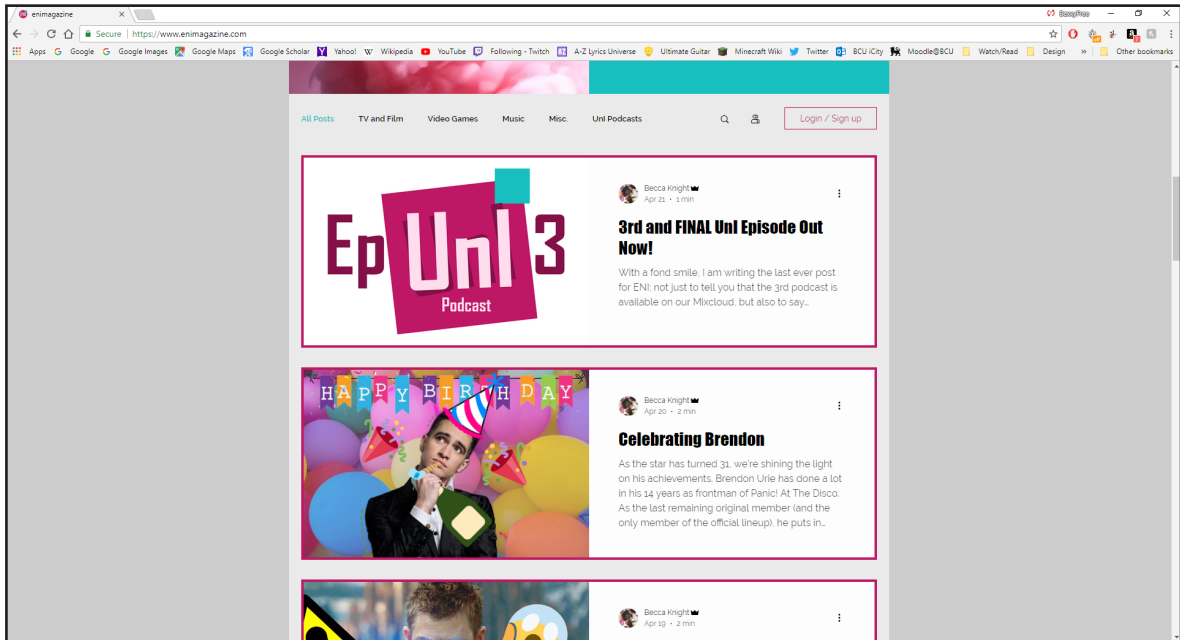 enimagazine
BexxyFree
Secure | https://www.enimagazine.com
Apps Google Google Images Google Maps Google Scholar Yahoo! Wikipedia YouTube Following - Twitch A-Z Lyrics Universe Ultimate Guitar Minecraft Wiki Twitter BCU iCity Moodle@BCU Watch/Read Design » Other bookmarks
All Posts TV and Film Video Games Music Misc. UnI Podcasts Login / Sign up
Ep UnI 3
Podcast
Becca Knight
Apr 21 • 1 min
3rd and FINAL UnI Episode Out
Now!
With a fond smile, I am writing the last ever post
for ENI; not just to tell you that the 3rd podcast is
available on our Mixcloud, but also to say...
HAPPY BIRTHDAY
Becca Knight
Apr 20 • 2 min
Celebrating Brendon
As the star has turned 31, we're shining the light
on his achievements. Brendon Urie has done a lot
in his 14 years as frontman of Panic! At The Disco.
As the last remaining original member (and the
only member of the official lineup), he puts in...
Becca Knight
Apr 19 • 2 min